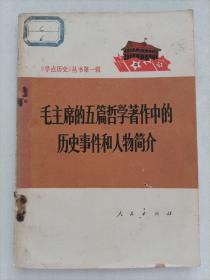 《学点历史》丛书第一辑
毛主席的五篇哲学著作中的
历史事件和人物简介
人民出版社